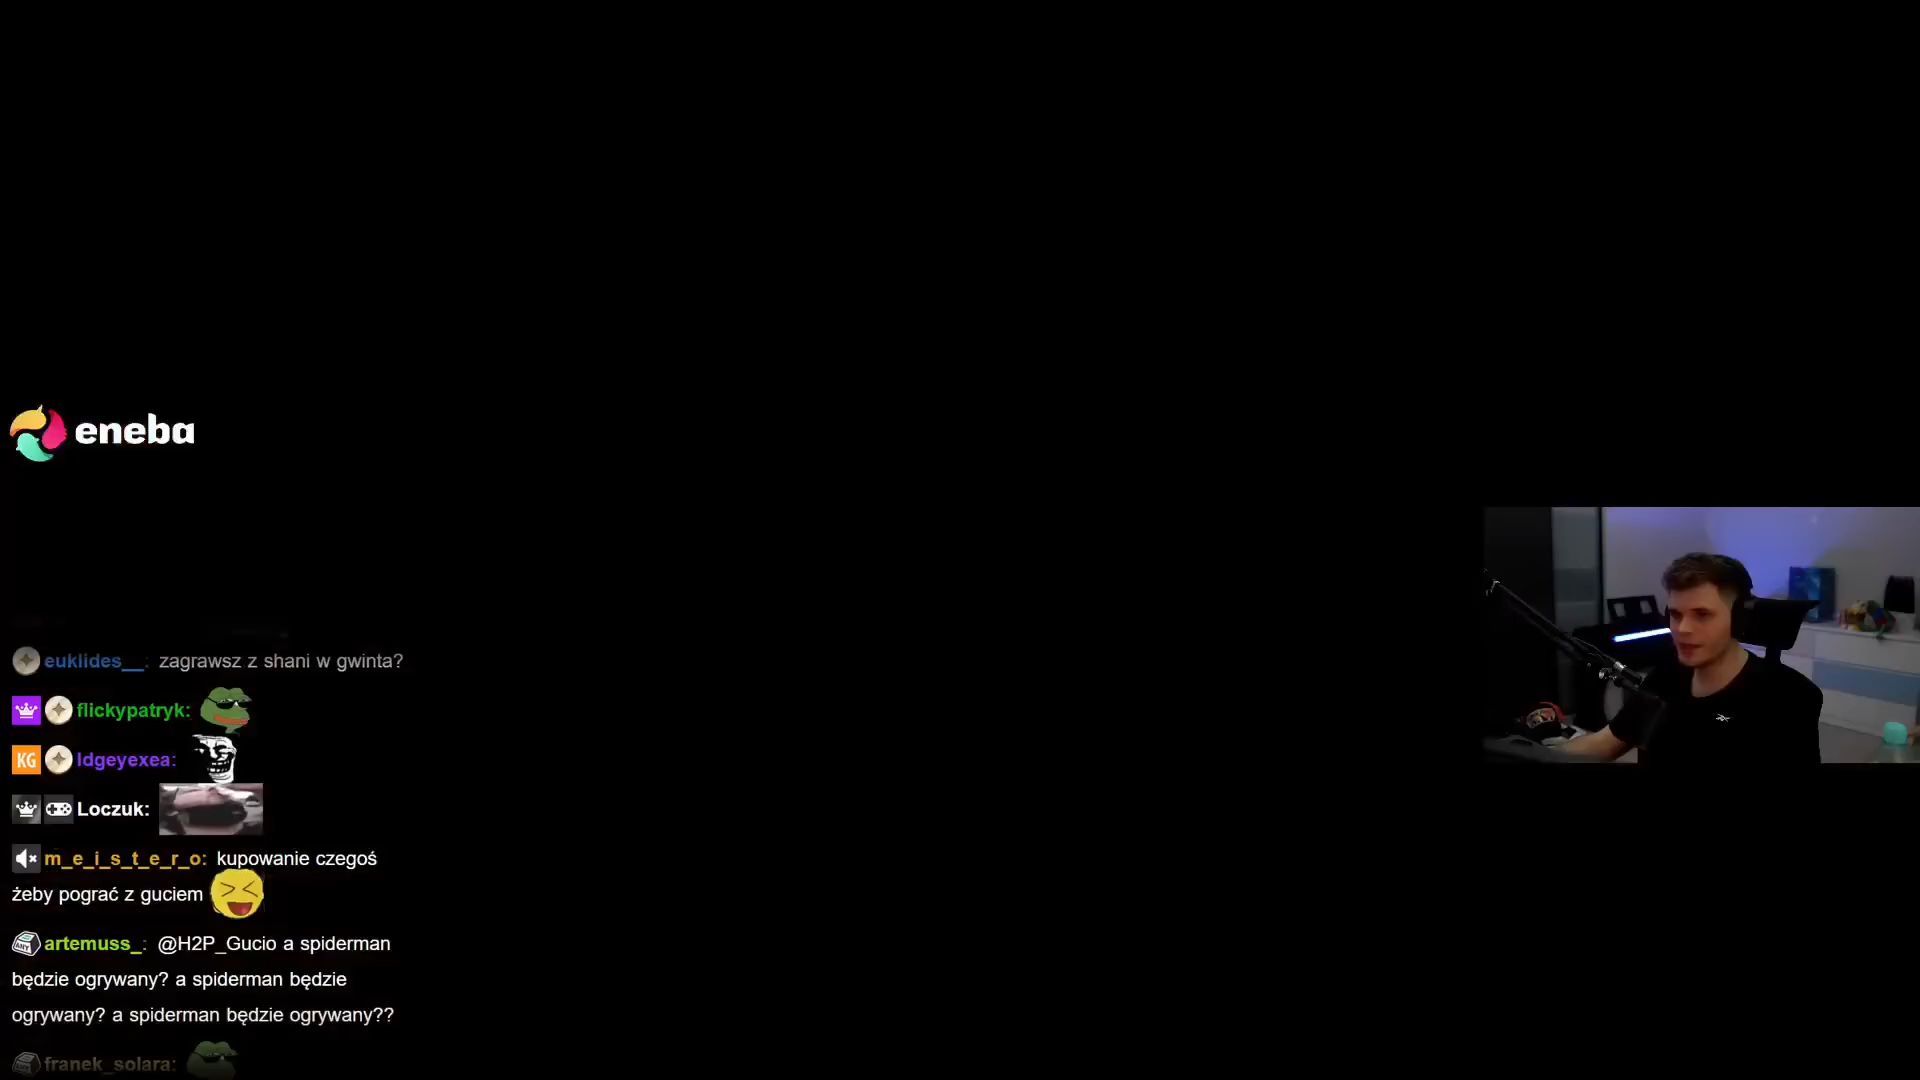 eneba
euklides__: zagrawsz z shani w gwinta?
flickypatryk:
KG ldgeyexea:
Loczuk:
m_e_i_s_t_e_r_o: kupowanie czegoś
żeby pograć z guciem
ANY artemuss_: @H2P_Gucio a spiderman
będzie ogrywany? a spiderman będzie
ogrywany? a spiderman będzie ogrywany??
franek_solara: